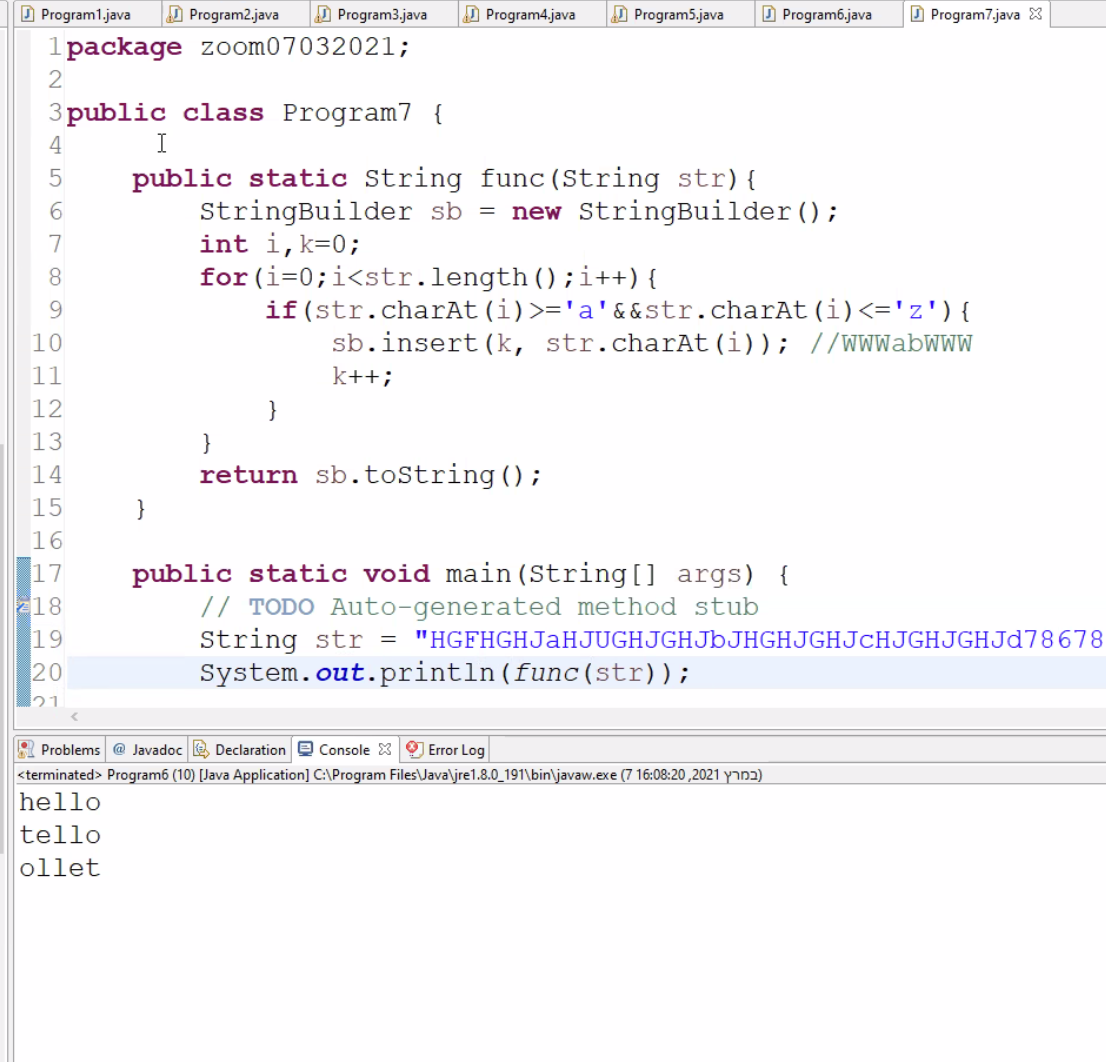 Program1.java Program2.java Program3.java Program4.java Program5.java Program6.java Program7.java
1 package zoom07032021;
2
3 public class Program7 {
4
5 public static String func(String str){
6 StringBuilder sb = new StringBuilder();
7 int i,k=0;
8 for(i=0;i<str.length();i++){
9 if(str.charAt(i)>='a'&&str.charAt(i)<='z'){
10 sb.insert(k, str.charAt(i)); //WWWabWWW
11 k++;
12 }
13 }
14 return sb.toString();
15 }
16
17 public static void main(String[] args) {
18 // TODO Auto-generated method stub
19 String str = "HGFHGHJaHJUGHJGHJbJHGHJGHJcHJGHJGHJd78678
20 System.out.println(func(str));
21
Problems @ Javadoc Declaration Console Error Log
<terminated> Program6 (10) [Java Application] C:\Program Files\Java\jre1.8.0_191\bin\javaw.exe (7 במרץ 2021, 16:08:20)
hello
tello
ollet